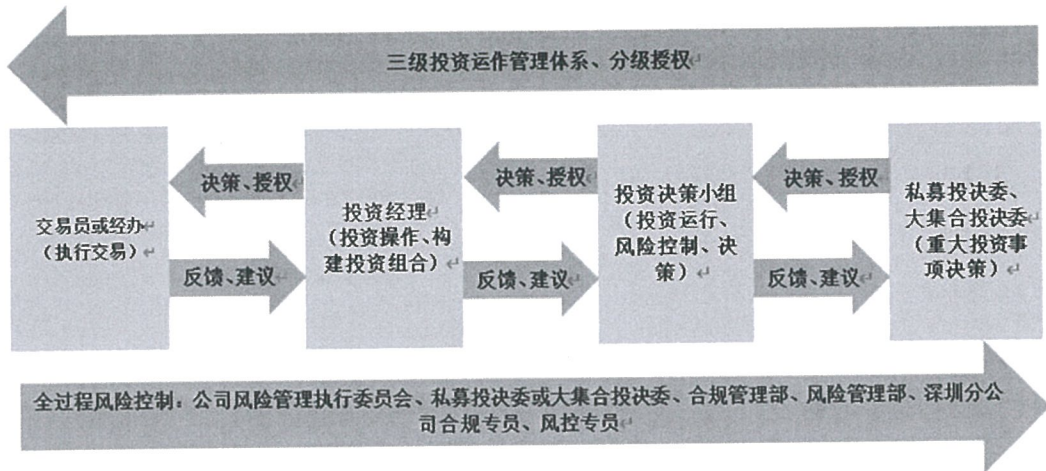 三级投资运作管理体系、分级授权
交易员或经办
（执行交易）
决策、授权
反馈、建议
投资经理
（投资操作、构
建投资组合）
决策、授权
反馈、建议
投资决策小组
（投资运行、
风险控制、决
策）
决策、授权
反馈、建议
私募投决委、
大集合投决委
（重大投资事
项决策）
全过程风险控制：公司风险管理执行委员会、私募投决委或大集合投决委、合规管理部、风险管理部、深圳分公
司合规专员、风控专员